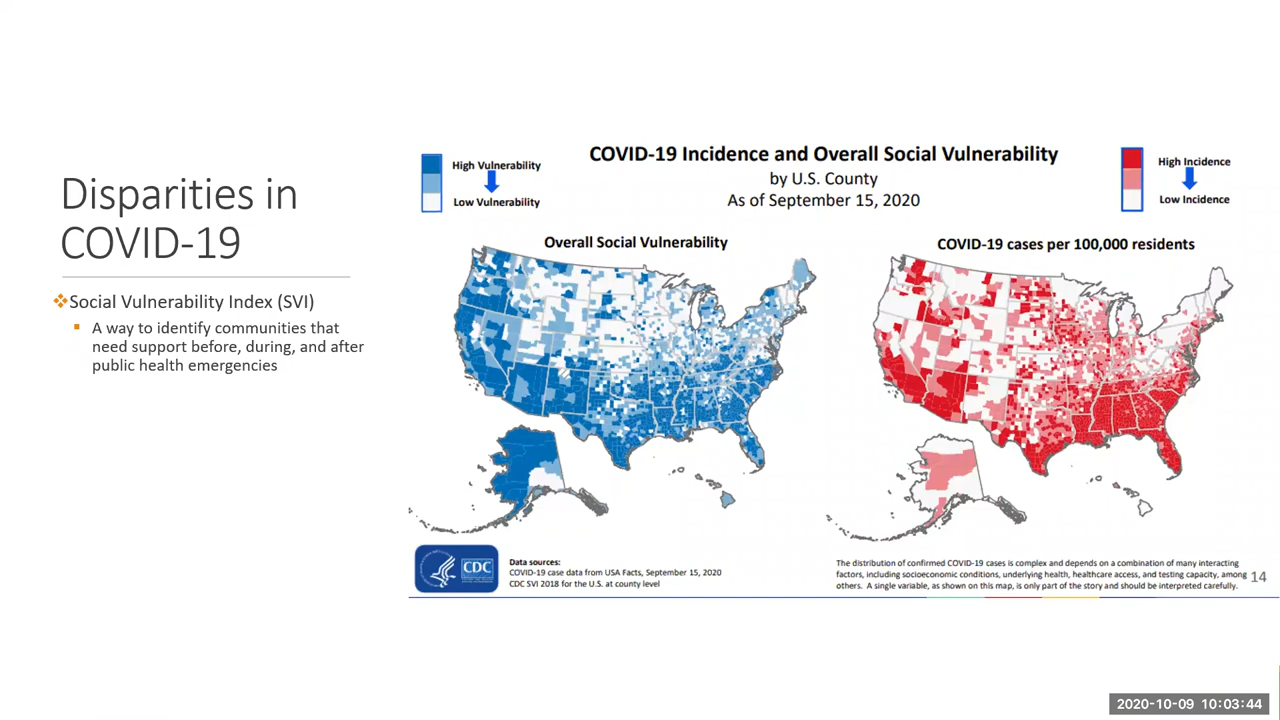 Disparities in
COVID-19
❖Social Vulnerability Index (SVI)
▪ A way to identify communities that
need support before, during, and after
public health emergencies
COVID-19 Incidence and Overall Social Vulnerability
by U.S. County
As of September 15, 2020
High Vulnerability
Low Vulnerability
High Incidence
Low Incidence
Overall Social Vulnerability
COVID-19 cases per 100,000 residents
CDC
Data sources:
COVID-19 case data from USA Facts, September 15, 2020
CDC SVI 2018 for the U.S. at county level
The distribution of confirmed COVID-19 cases is complex and depends on a combination of many interacting
factors, including socioeconomic conditions, underlying health, healthcare access, and testing capacity, among
others. A single variable, as shown on this map, is only part of the story and should be interpreted carefully.
14
2020-10-09 10:03:44